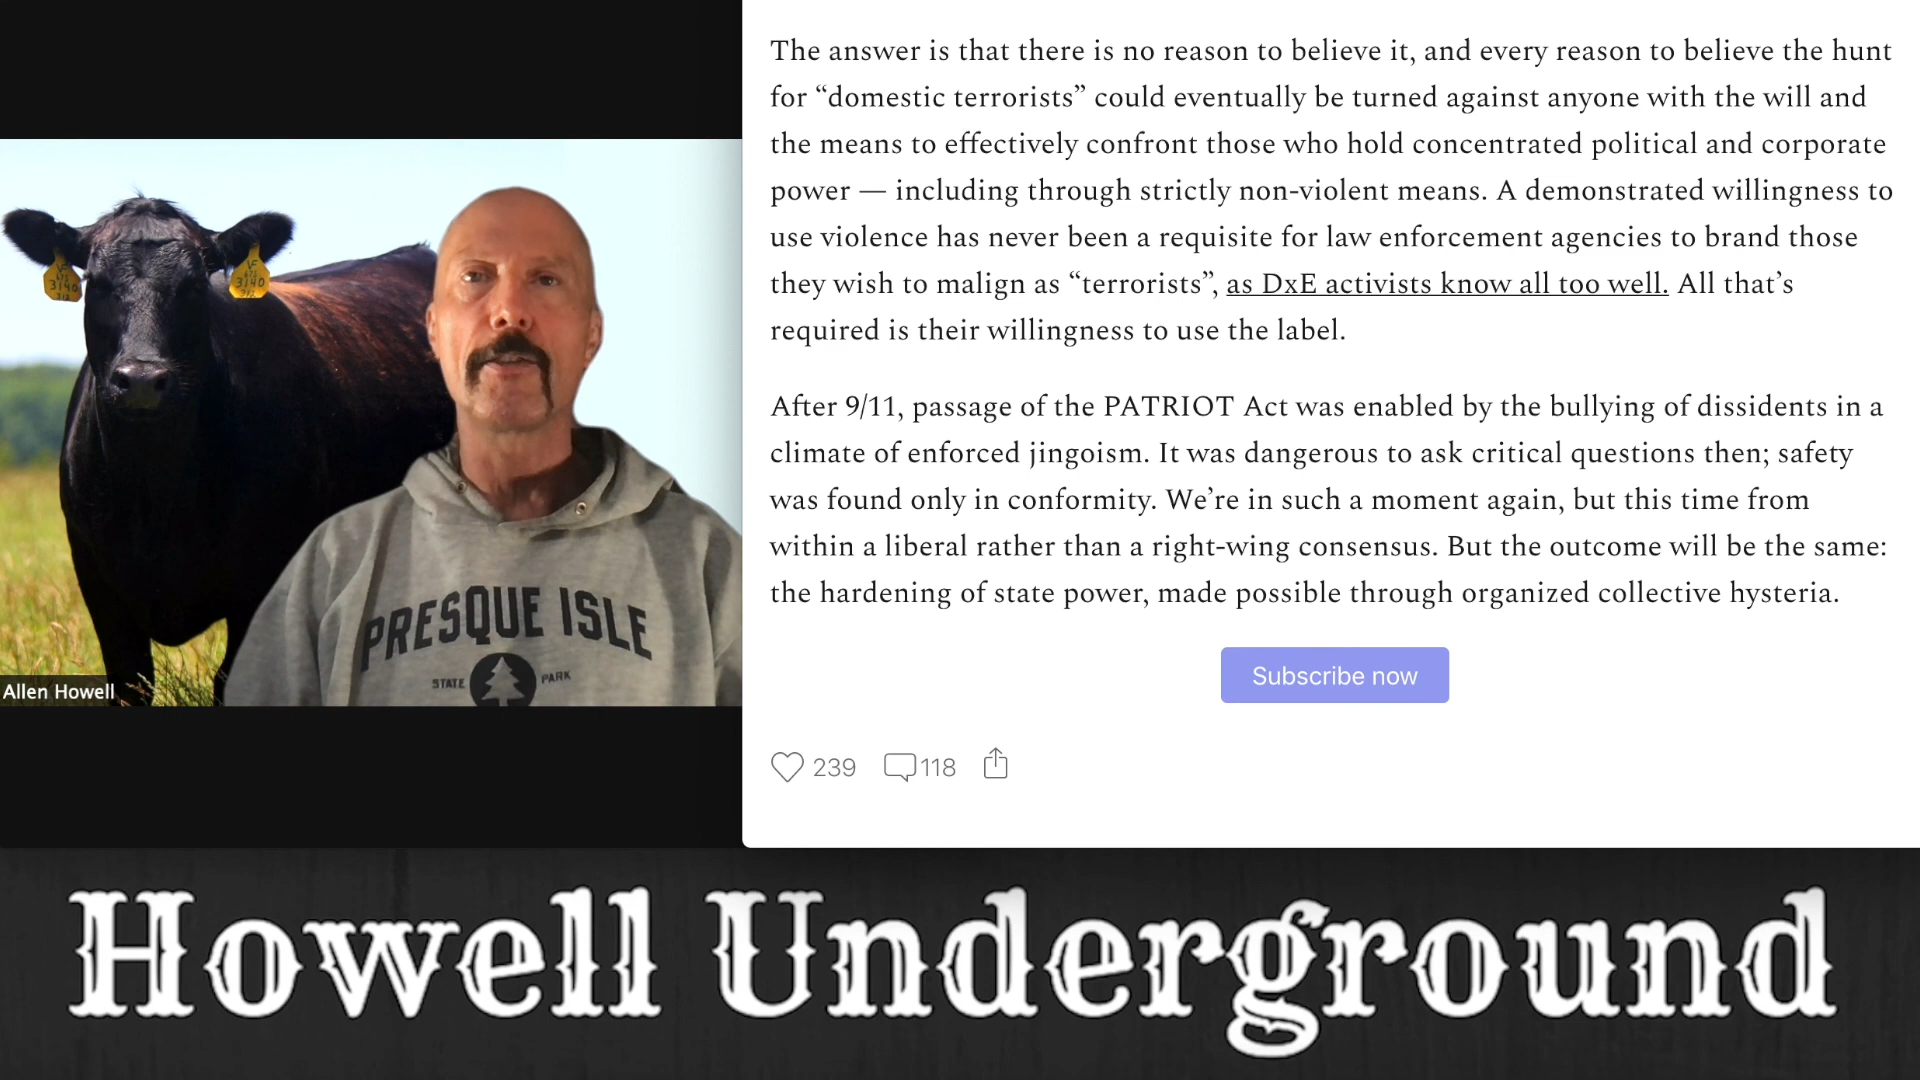 The answer is that there is no reason to believe it, and every reason to believe the hunt
for “domestic terrorists” could eventually be turned against anyone with the will and
the means to effectively confront those who hold concentrated political and corporate
power — including through strictly non-violent means. A demonstrated willingness to
use violence has never been a requisite for law enforcement agencies to brand those
they wish to malign as “terrorists”, as DxE activists know all too well. All that’s
required is their willingness to use the label.
After 9/11, passage of the PATRIOT Act was enabled by the bullying of dissidents in a
climate of enforced jingoism. It was dangerous to ask critical questions then; safety
was found only in conformity. We’re in such a moment again, but this time from
within a liberal rather than a right-wing consensus. But the outcome will be the same:
the hardening of state power, made possible through organized collective hysteria.
Subscribe now
239 118
3140
3140
PRESQUE ISLE
STATE PARK
Allen Howell
Howell Underground